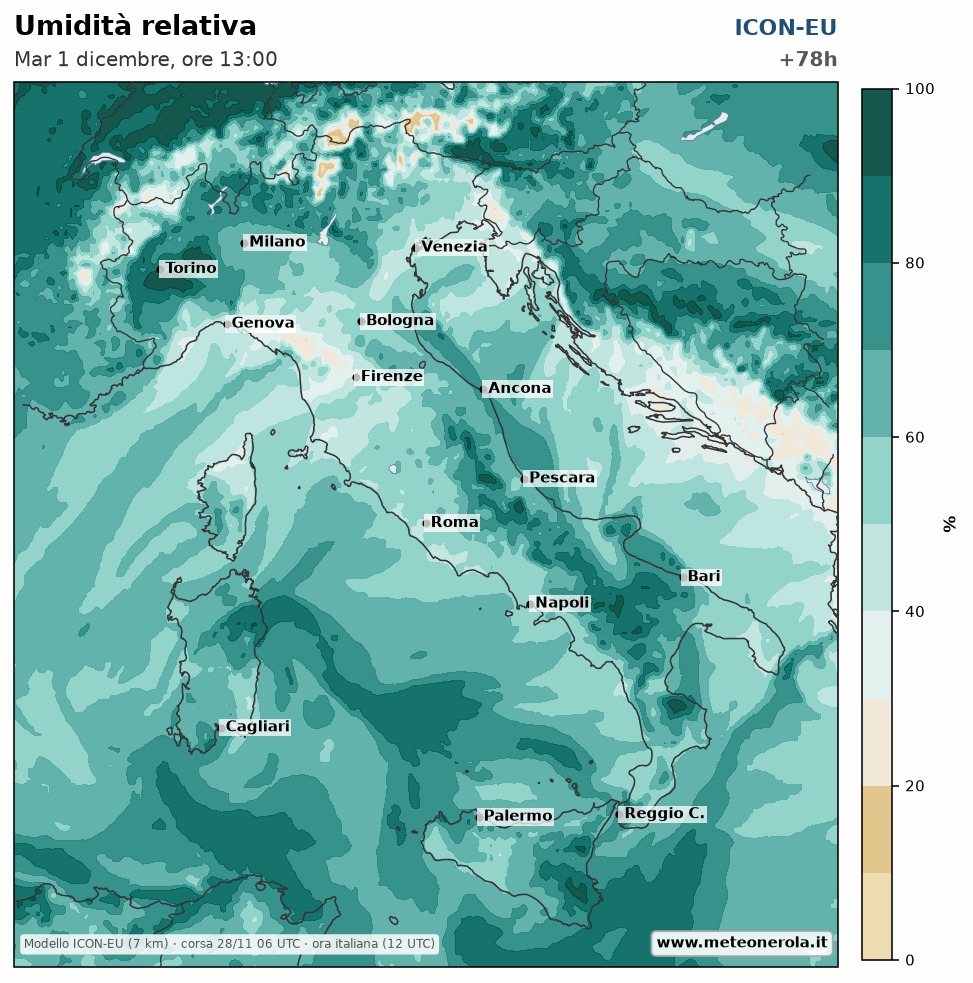 Umidità relativa
ICON-EU
Mar 1 dicembre, ore 13:00
+78h
Milano
Venezia
Torino
Genova
Bologna
Firenze
Ancona
Pescara
Roma
Bari
Napoli
Cagliari
Palermo
Reggio C.
100
80
60
40
20
0
%
Modello ICON-EU (7 km) · corsa 28/11 06 UTC · ora italiana (12 UTC)
www.meteonerola.it